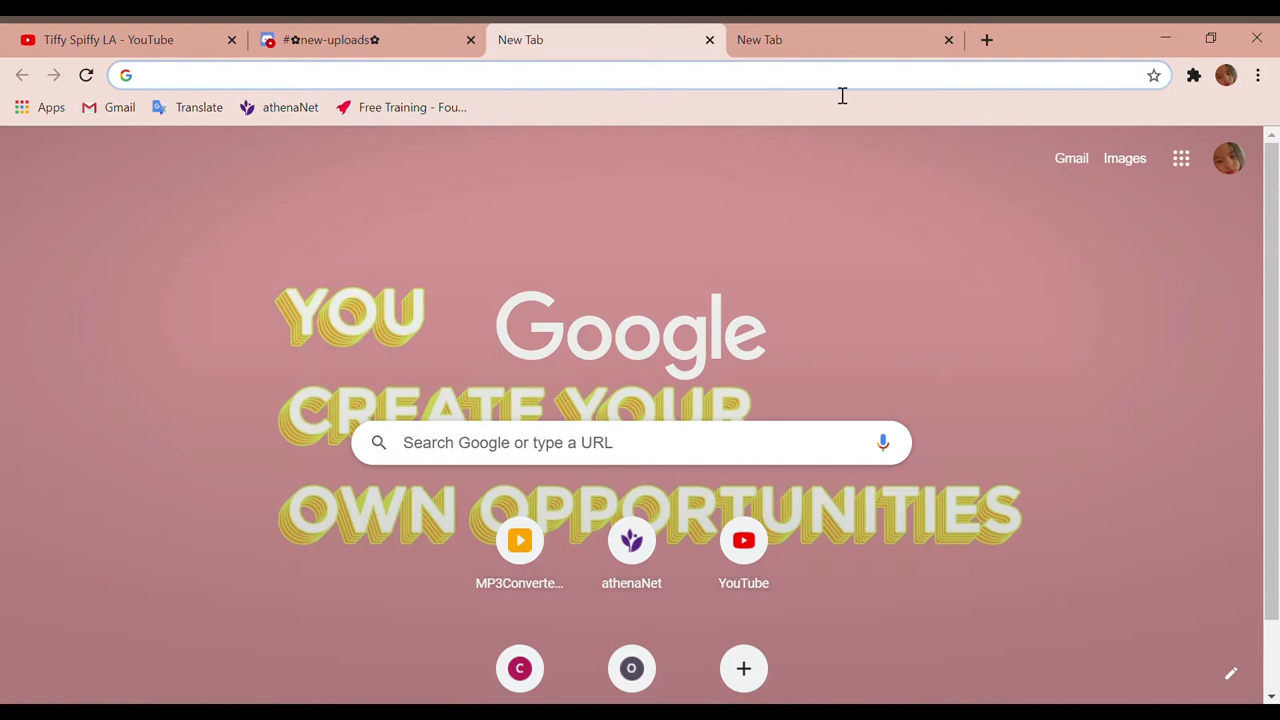 Tiffy Spiffy LA - YouTube
#✿new-uploads✿
New Tab
New Tab
Apps
Gmail
Translate
athenaNet
Free Training - Fou...
Gmail
Images
YOU
Google
CREATE YOUR
Search Google or type a URL
OWN OPPORTUNITIES
MP3Converte...
athenaNet
YouTube
C
O